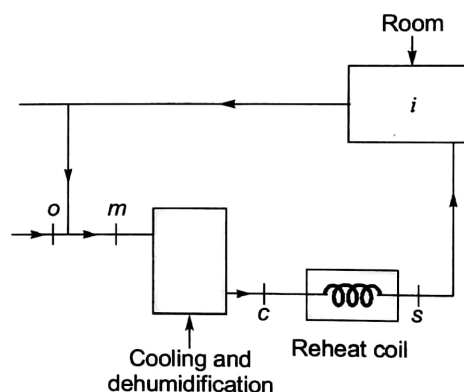 Room
i
o
m
c
s
Cooling and
dehumidification
Reheat coil